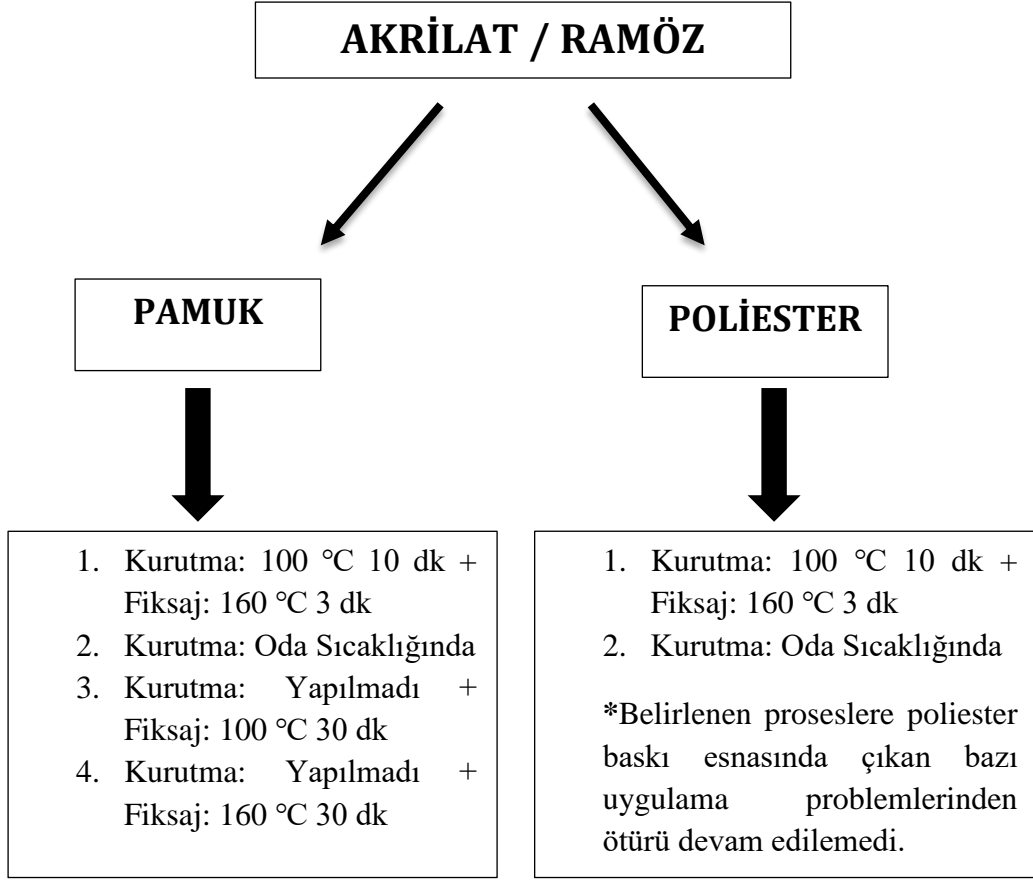 AKRİLAT / RAMÖZ
PAMUK
POLİESTER
1. Kurutma: 100 °C 10 dk +
Fiksaj: 160 °C 3 dk
2. Kurutma: Oda Sıcaklığında
3. Kurutma: Yapılmadı +
Fiksaj: 100 °C 30 dk
4. Kurutma: Yapılmadı +
Fiksaj: 160 °C 30 dk
1. Kurutma: 100 °C 10 dk +
Fiksaj: 160 °C 3 dk
2. Kurutma: Oda Sıcaklığında
*Belirlenen proseslere poliester
baskı esnasında çıkan bazı
uygulama problemlerinden
ötürü devam edilemedi.